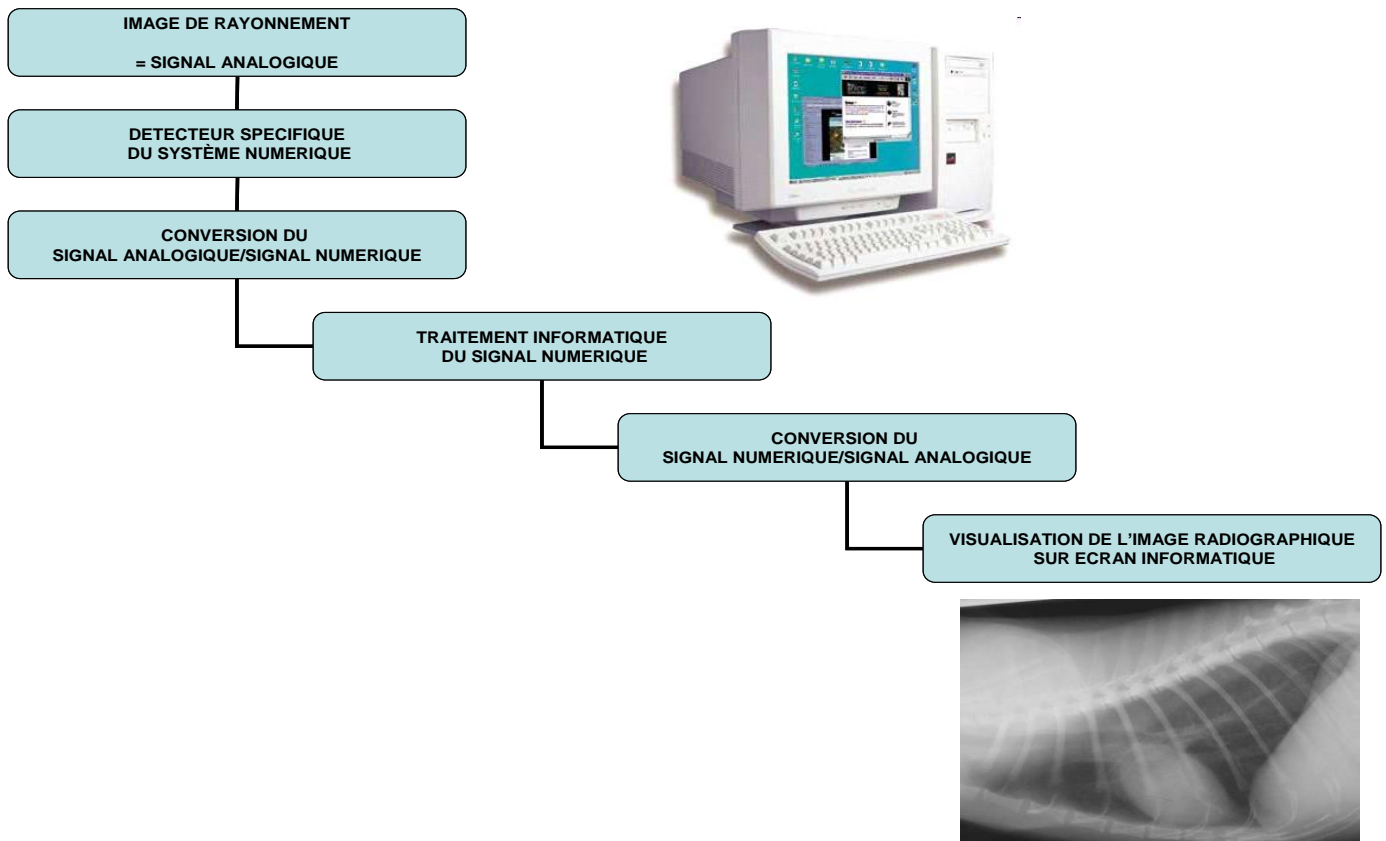 IMAGE DE RAYONNEMENT
= SIGNAL ANALOGIQUE
DETECTEUR SPECIFIQUE
DU SYSTÈME NUMERIQUE
CONVERSION DU
SIGNAL ANALOGIQUE/SIGNAL NUMERIQUE
TRAITEMENT INFORMATIQUE
DU SIGNAL NUMERIQUE
CONVERSION DU
SIGNAL NUMERIQUE/SIGNAL ANALOGIQUE
VISUALISATION DE L'IMAGE RADIOGRAPHIQUE
SUR ECRAN INFORMATIQUE